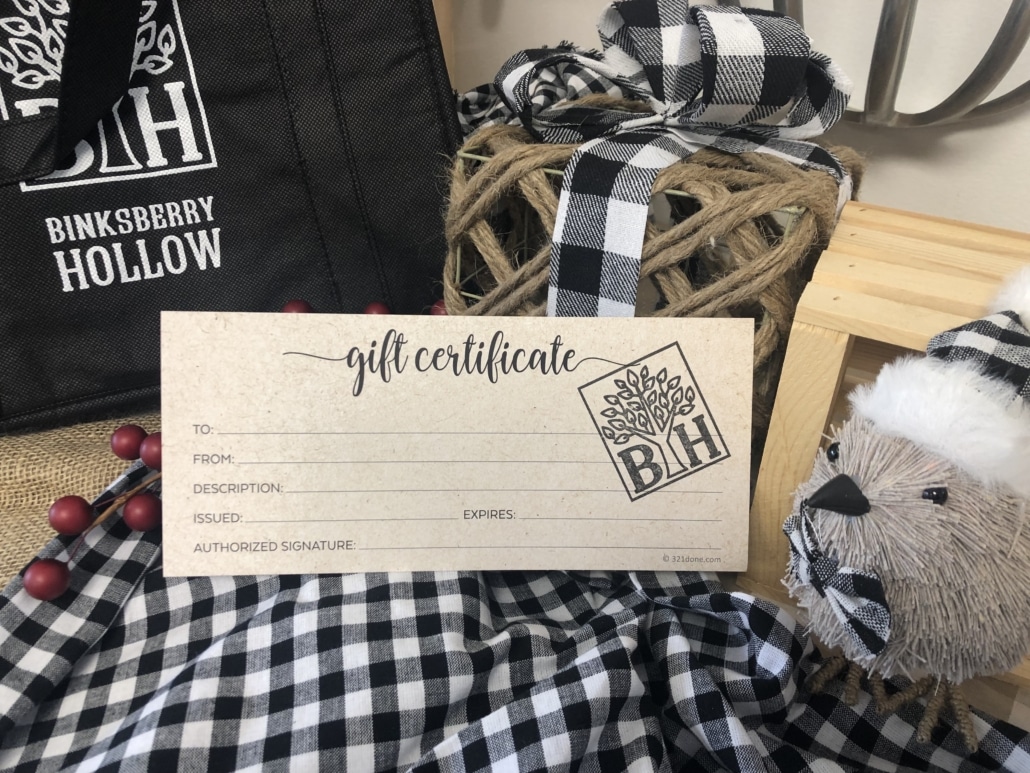 BH
BINKSBERRY
HOLLOW
gift certificate
BH
TO:
FROM:
DESCRIPTION:
ISSUED: EXPIRES:
AUTHORIZED SIGNATURE:
© 321done.com